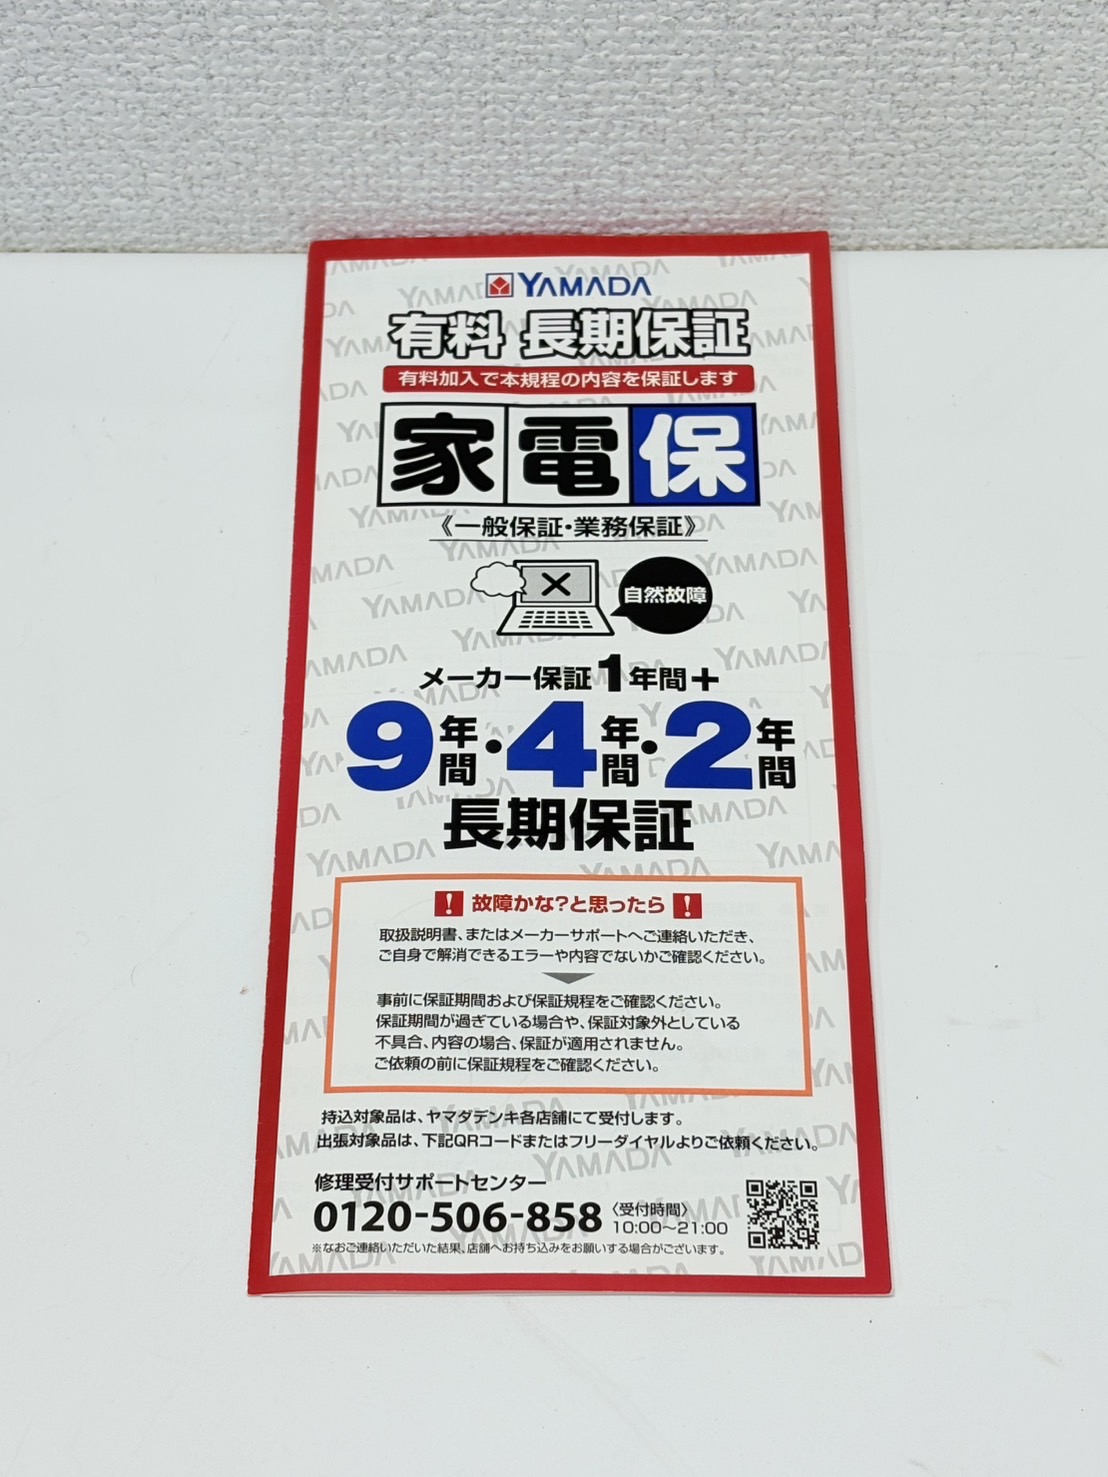 YAMADA
有料 長期保証
有料加入で本規程の内容を保証します
家電保
《一般保証・業務保証》
自然故障
メーカー保証1年間+
9年間・4年間・2年間
長期保証
! 故障かな?と思ったら !
取扱説明書、またはメーカーサポートへご連絡いただき、
ご自身で解消できるエラーや内容でないかご確認ください。
事前に保証期間および保証規程をご確認ください。
保証期間が過ぎている場合や、保証対象外としている
不具合、内容の場合、保証が適用されません。
ご依頼の前に保証規程をご確認ください。
持込対象品は、ヤマダデンキ各店舗にて受付します。
出張対象品は、下記QRコードまたはフリーダイヤルよりご依頼ください。
修理受付サポートセンター
0120-506-858 〈受付時間〉 10:00〜21:00
※なおご連絡いただいた結果、店舗へお持ち込みをお願いする場合がございます。